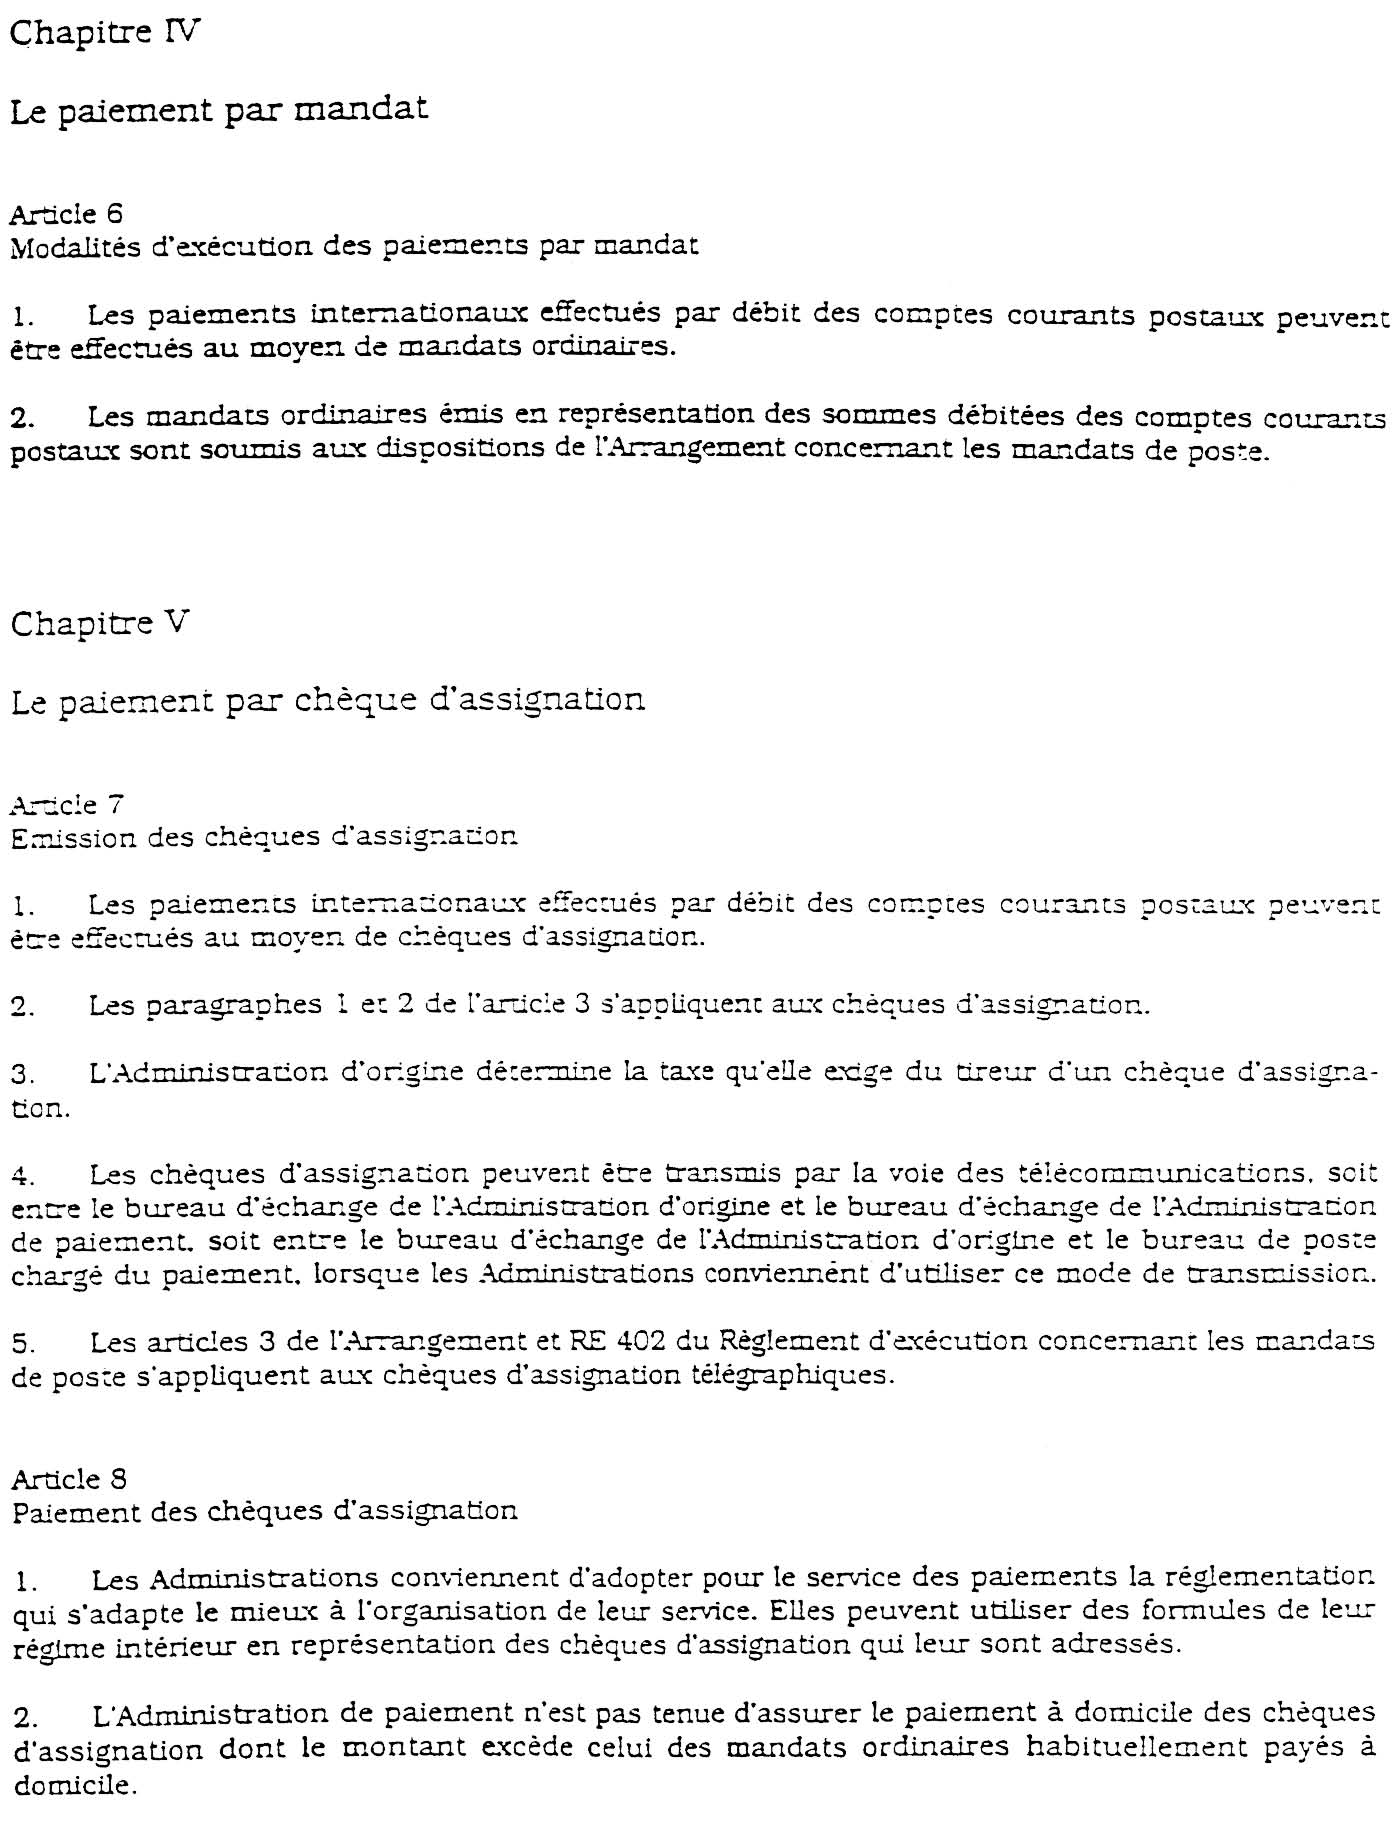 Chapitre IV
Le paiement par mandat
Article 6
Modalités d'exécution des paiements par mandat
1. Les paiements internationaux effectués par débit des comptes courants postaux peuvent
être effectués au moyen de mandats ordinaires.
2. Les mandats ordinaires émis en représentation des sommes débitées des comptes courants
postaux sont soumis aux dispositions de l'Arrangement concernant les mandats de poste.
Chapitre V
Le paiement par chèque d'assignation
Article 7
Emission des chèques d'assignation
1. Les paiements internationaux effectués par débit des comptes courants postaux peuvent
être effectués au moyen de chèques d'assignation.
2. Les paragraphes 1 et 2 de l'article 3 s'appliquent aux chèques d'assignation.
3. L'Administration d'origine détermine la taxe qu'elle exige du tireur d'un chèque d'assigna-
tion.
4. Les chèques d'assignation peuvent être transmis par la voie des télécommunications, soit
entre le bureau d'échange de l'Administration d'origine et le bureau d'échange de l'Administration
de paiement, soit entre le bureau d'échange de l'Administration d'origine et le bureau de poste
chargé du paiement, lorsque les Administrations conviennent d'utiliser ce mode de transmission.
5. Les articles 3 de l'Arrangement et RE 402 du Règlement d'exécution concernant les mandats
de poste s'appliquent aux chèques d'assignation télégraphiques.
Article 8
Paiement des chèques d'assignation
1. Les Administrations conviennent d'adopter pour le service des paiements la réglementation
qui s'adapte le mieux à l'organisation de leur service. Elles peuvent utiliser des formules de leur
régime intérieur en représentation des chèques d'assignation qui leur sont adressés.
2. L'Administration de paiement n'est pas tenue d'assurer le paiement à domicile des chèques
d'assignation dont le montant excède celui des mandats ordinaires habituellement payés à
domicile.